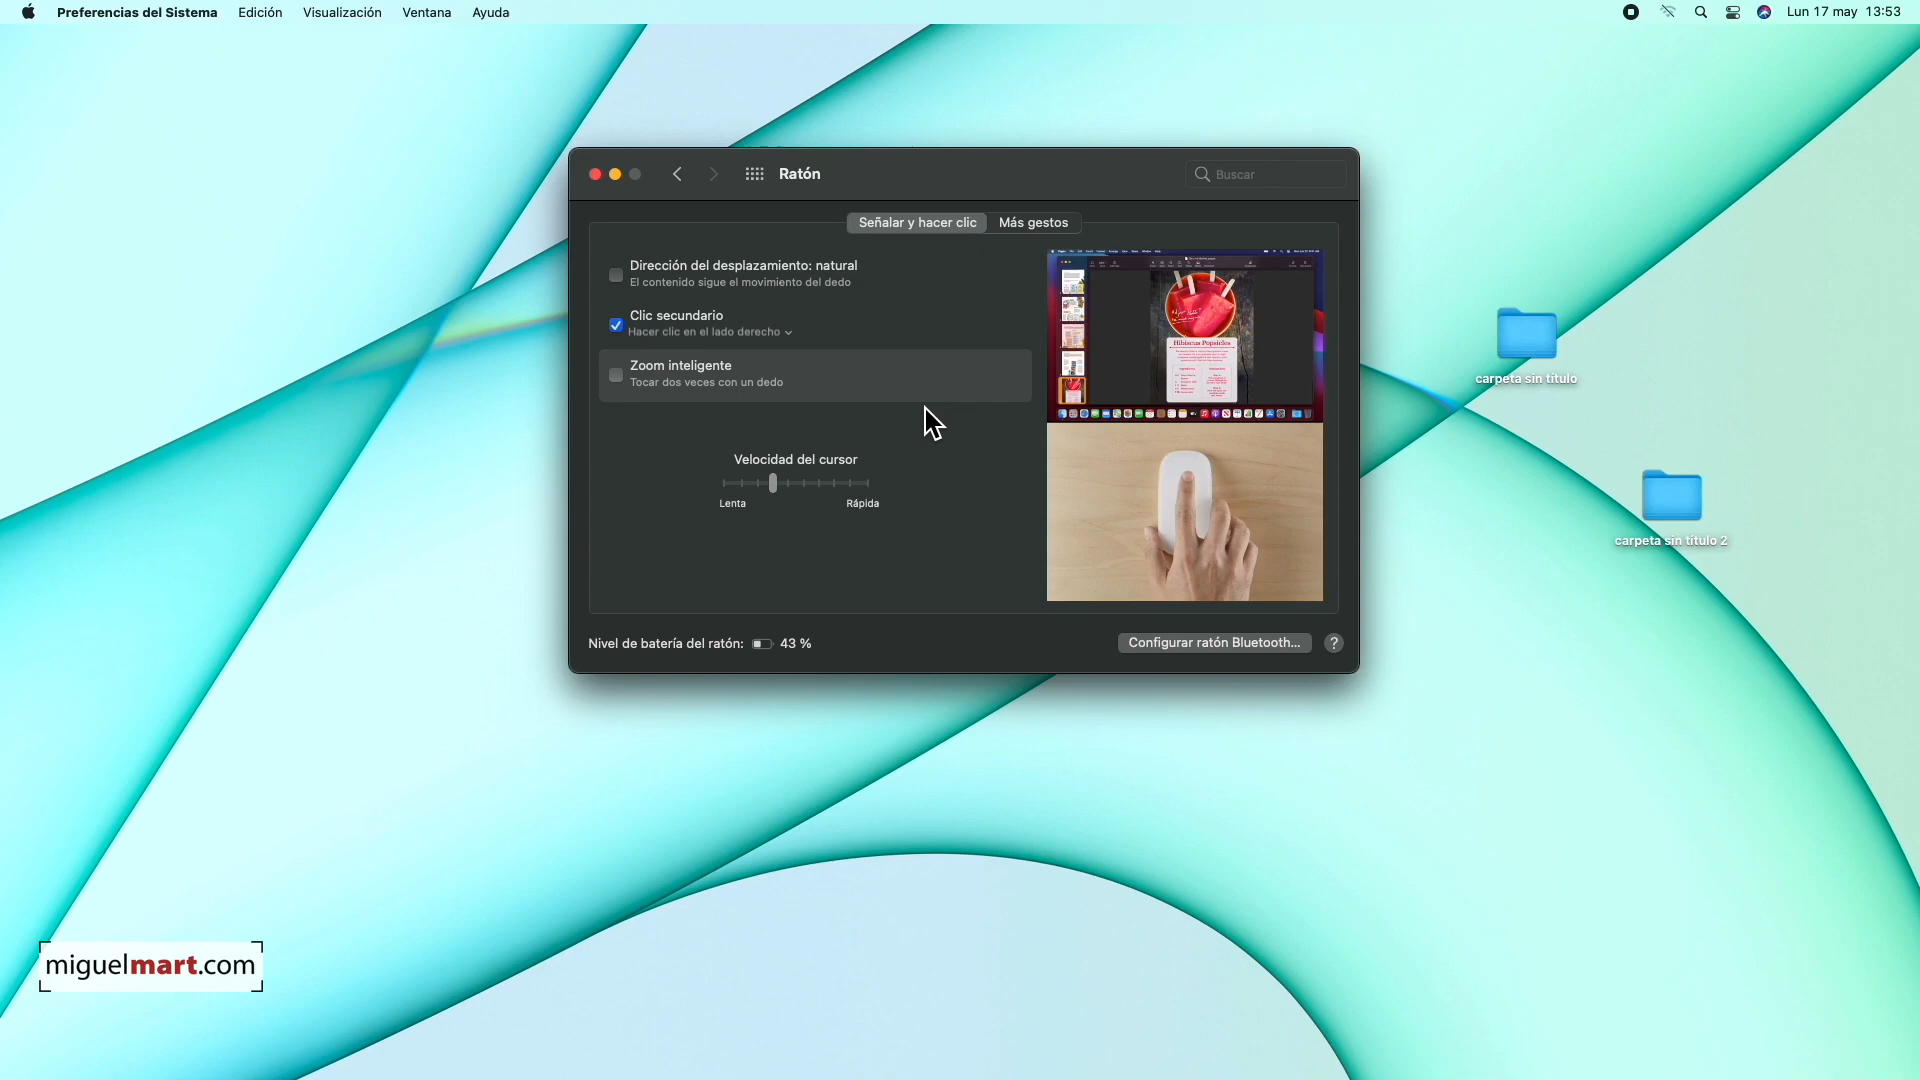 Preferencias del Sistema Edición Visualización Ventana Ayuda
Lun 17 may 13:53
Ratón
Buscar
Señalar y hacer clic Más gestos
Dirección del desplazamiento: natural
El contenido sigue el movimiento del dedo
Clic secundario
Hacer clic en el lado derecho
Zoom inteligente
Tocar dos veces con un dedo
Hibiscus Popsicles
Velocidad del cursor
Lenta Rápida
Nivel de batería del ratón: 43 %
Configurar ratón Bluetooth... ?
carpeta sin título
carpeta sin título 2
miguelmart.com